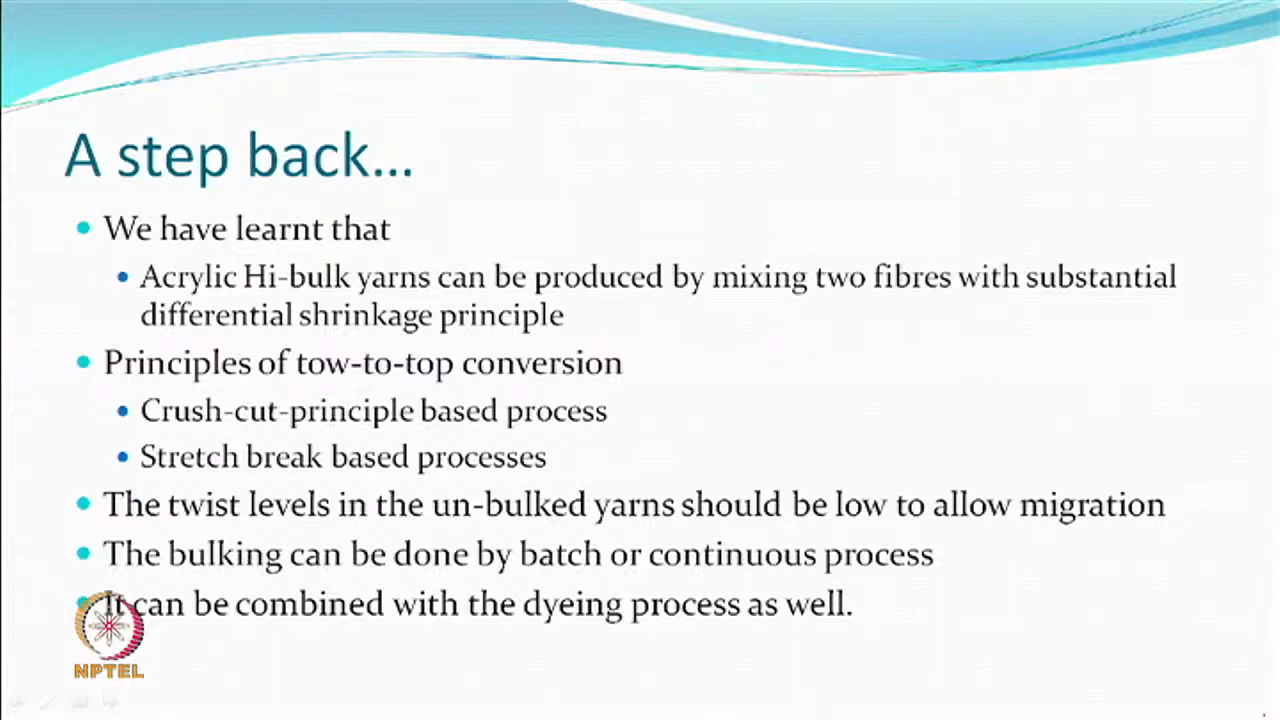 A step back...
We have learnt that
Acrylic Hi-bulk yarns can be produced by mixing two fibres with substantial
differential shrinkage principle
Principles of tow-to-top conversion
Crush-cut-principle based process
Stretch break based processes
The twist levels in the un-bulked yarns should be low to allow migration
The bulking can be done by batch or continuous process
It can be combined with the dyeing process as well.
NPTEL